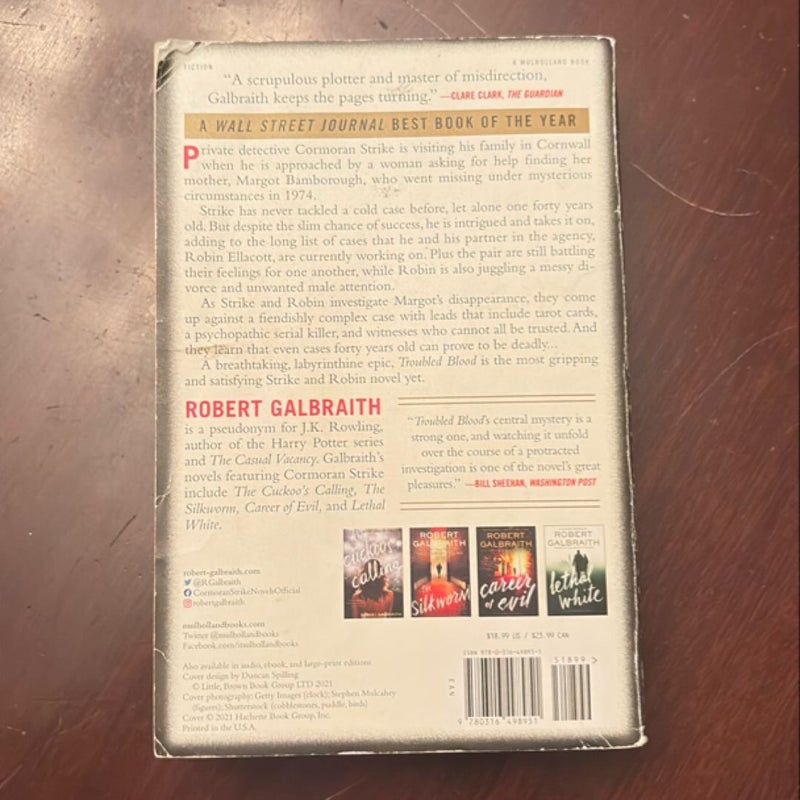 FICTION
A MULHOLLAND BOOK
"A scrupulous plotter and master of misdirection,
Galbraith keeps the pages turning." —CLARE CLARK, THE GUARDIAN
A WALL STREET JOURNAL BEST BOOK OF THE YEAR
Private detective Cormoran Strike is visiting his family in Cornwall
when he is approached by a woman asking for help finding her
mother, Margot Bamborough, who went missing under mysterious
circumstances in 1974.
Strike has never tackled a cold case before, let alone one forty years
old. But despite the slim chance of success, he is intrigued and takes it on,
adding to the long list of cases that he and his partner in the agency,
Robin Ellacott, are currently working on. Plus the pair are still battling
their feelings for one another, while Robin is also juggling a messy di-
vorce and unwanted male attention.
As Strike and Robin investigate Margot's disappearance, they come
up against a fiendishly complex case with leads that include tarot cards,
a psychopathic serial killer, and witnesses who cannot all be trusted. And
they learn that even cases forty years old can prove to be deadly...
A breathtaking, labyrinthine epic, Troubled Blood is the most gripping
and satisfying Strike and Robin novel yet.
ROBERT GALBRAITH
is a pseudonym for J.K. Rowling,
author of the Harry Potter series
and The Casual Vacancy. Galbraith's
novels featuring Cormoran Strike
include The Cuckoo's Calling, The
Silkworm, Career of Evil, and Lethal
White.
"Troubled Blood's central mystery is a
strong one, and watching it unfold
over the course of a protracted
investigation is one of the novel's great
pleasures." —BILL SHEEHAN, WASHINGTON POST
cuckoo's
calling
ROBERT GALBRAITH
ROBERT
GALBRAITH
the
Silkworm
ROBERT
GALBRAITH
career
of evil
ROBERT
GALBRAITH
lethal
white
robert-galbraith.com
@RGalbraith
CormoranStrikeNovelsOfficial
robertgalbraith
mulhollandbooks.com
Twitter @mulhollandbooks
Facebook.com/mulhollandbooks
Also available in audio, ebook, and large-print editions
Cover design by Duncan Spilling
© Little, Brown Book Group LTD 2021
Cover photography: Getty Images (clock); Stephen Mulcahey
(figures); Shutterstock (cobblestones, puddle, birds)
Cover © 2021 Hachette Book Group, Inc.
Printed in the U.S.A.
$18.99 US / $23.99 CAN
ISBN 978-0-316-49895-1
51899 >
EAN
9 780316 498951